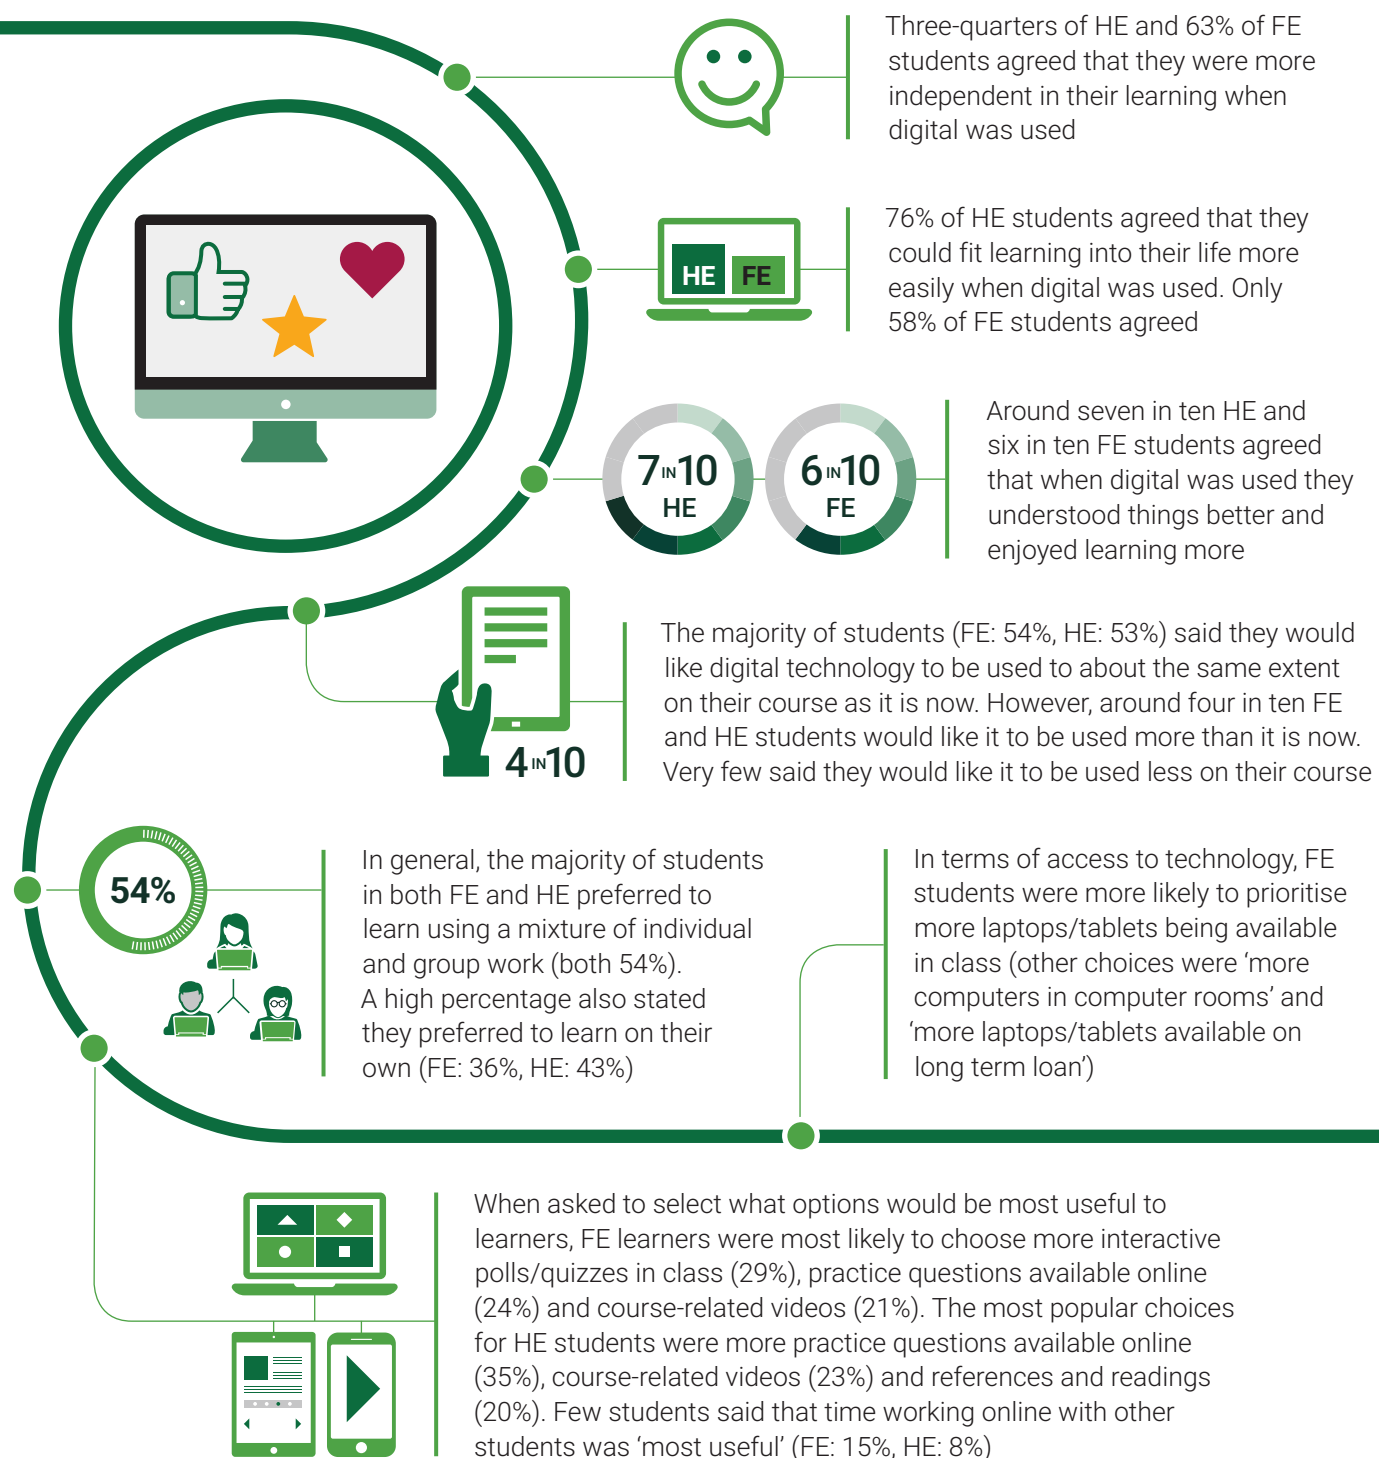 Three-quarters of HE and 63% of FE
students agreed that they were more
independent in their learning when
digital was used
HE FE
76% of HE students agreed that they
could fit learning into their life more
easily when digital was used. Only
58% of FE students agreed
7 IN 10
HE
6 IN 10
FE
Around seven in ten HE and
six in ten FE students agreed
that when digital was used they
understood things better and
enjoyed learning more
4 IN 10
The majority of students (FE: 54%, HE: 53%) said they would
like digital technology to be used to about the same extent
on their course as it is now. However, around four in ten FE
and HE students would like it to be used more than it is now.
Very few said they would like it to be used less on their course
54%
In general, the majority of students
in both FE and HE preferred to
learn using a mixture of individual
and group work (both 54%).
A high percentage also stated
they preferred to learn on their
own (FE: 36%, HE: 43%)
In terms of access to technology, FE
students were more likely to prioritise
more laptops/tablets being available
in class (other choices were ‘more
computers in computer rooms’ and
‘more laptops/tablets available on
long term loan’)
When asked to select what options would be most useful to
learners, FE learners were most likely to choose more interactive
polls/quizzes in class (29%), practice questions available online
(24%) and course-related videos (21%). The most popular choices
for HE students were more practice questions available online
(35%), course-related videos (23%) and references and readings
(20%). Few students said that time working online with other
students was ‘most useful’ (FE: 15%, HE: 8%)